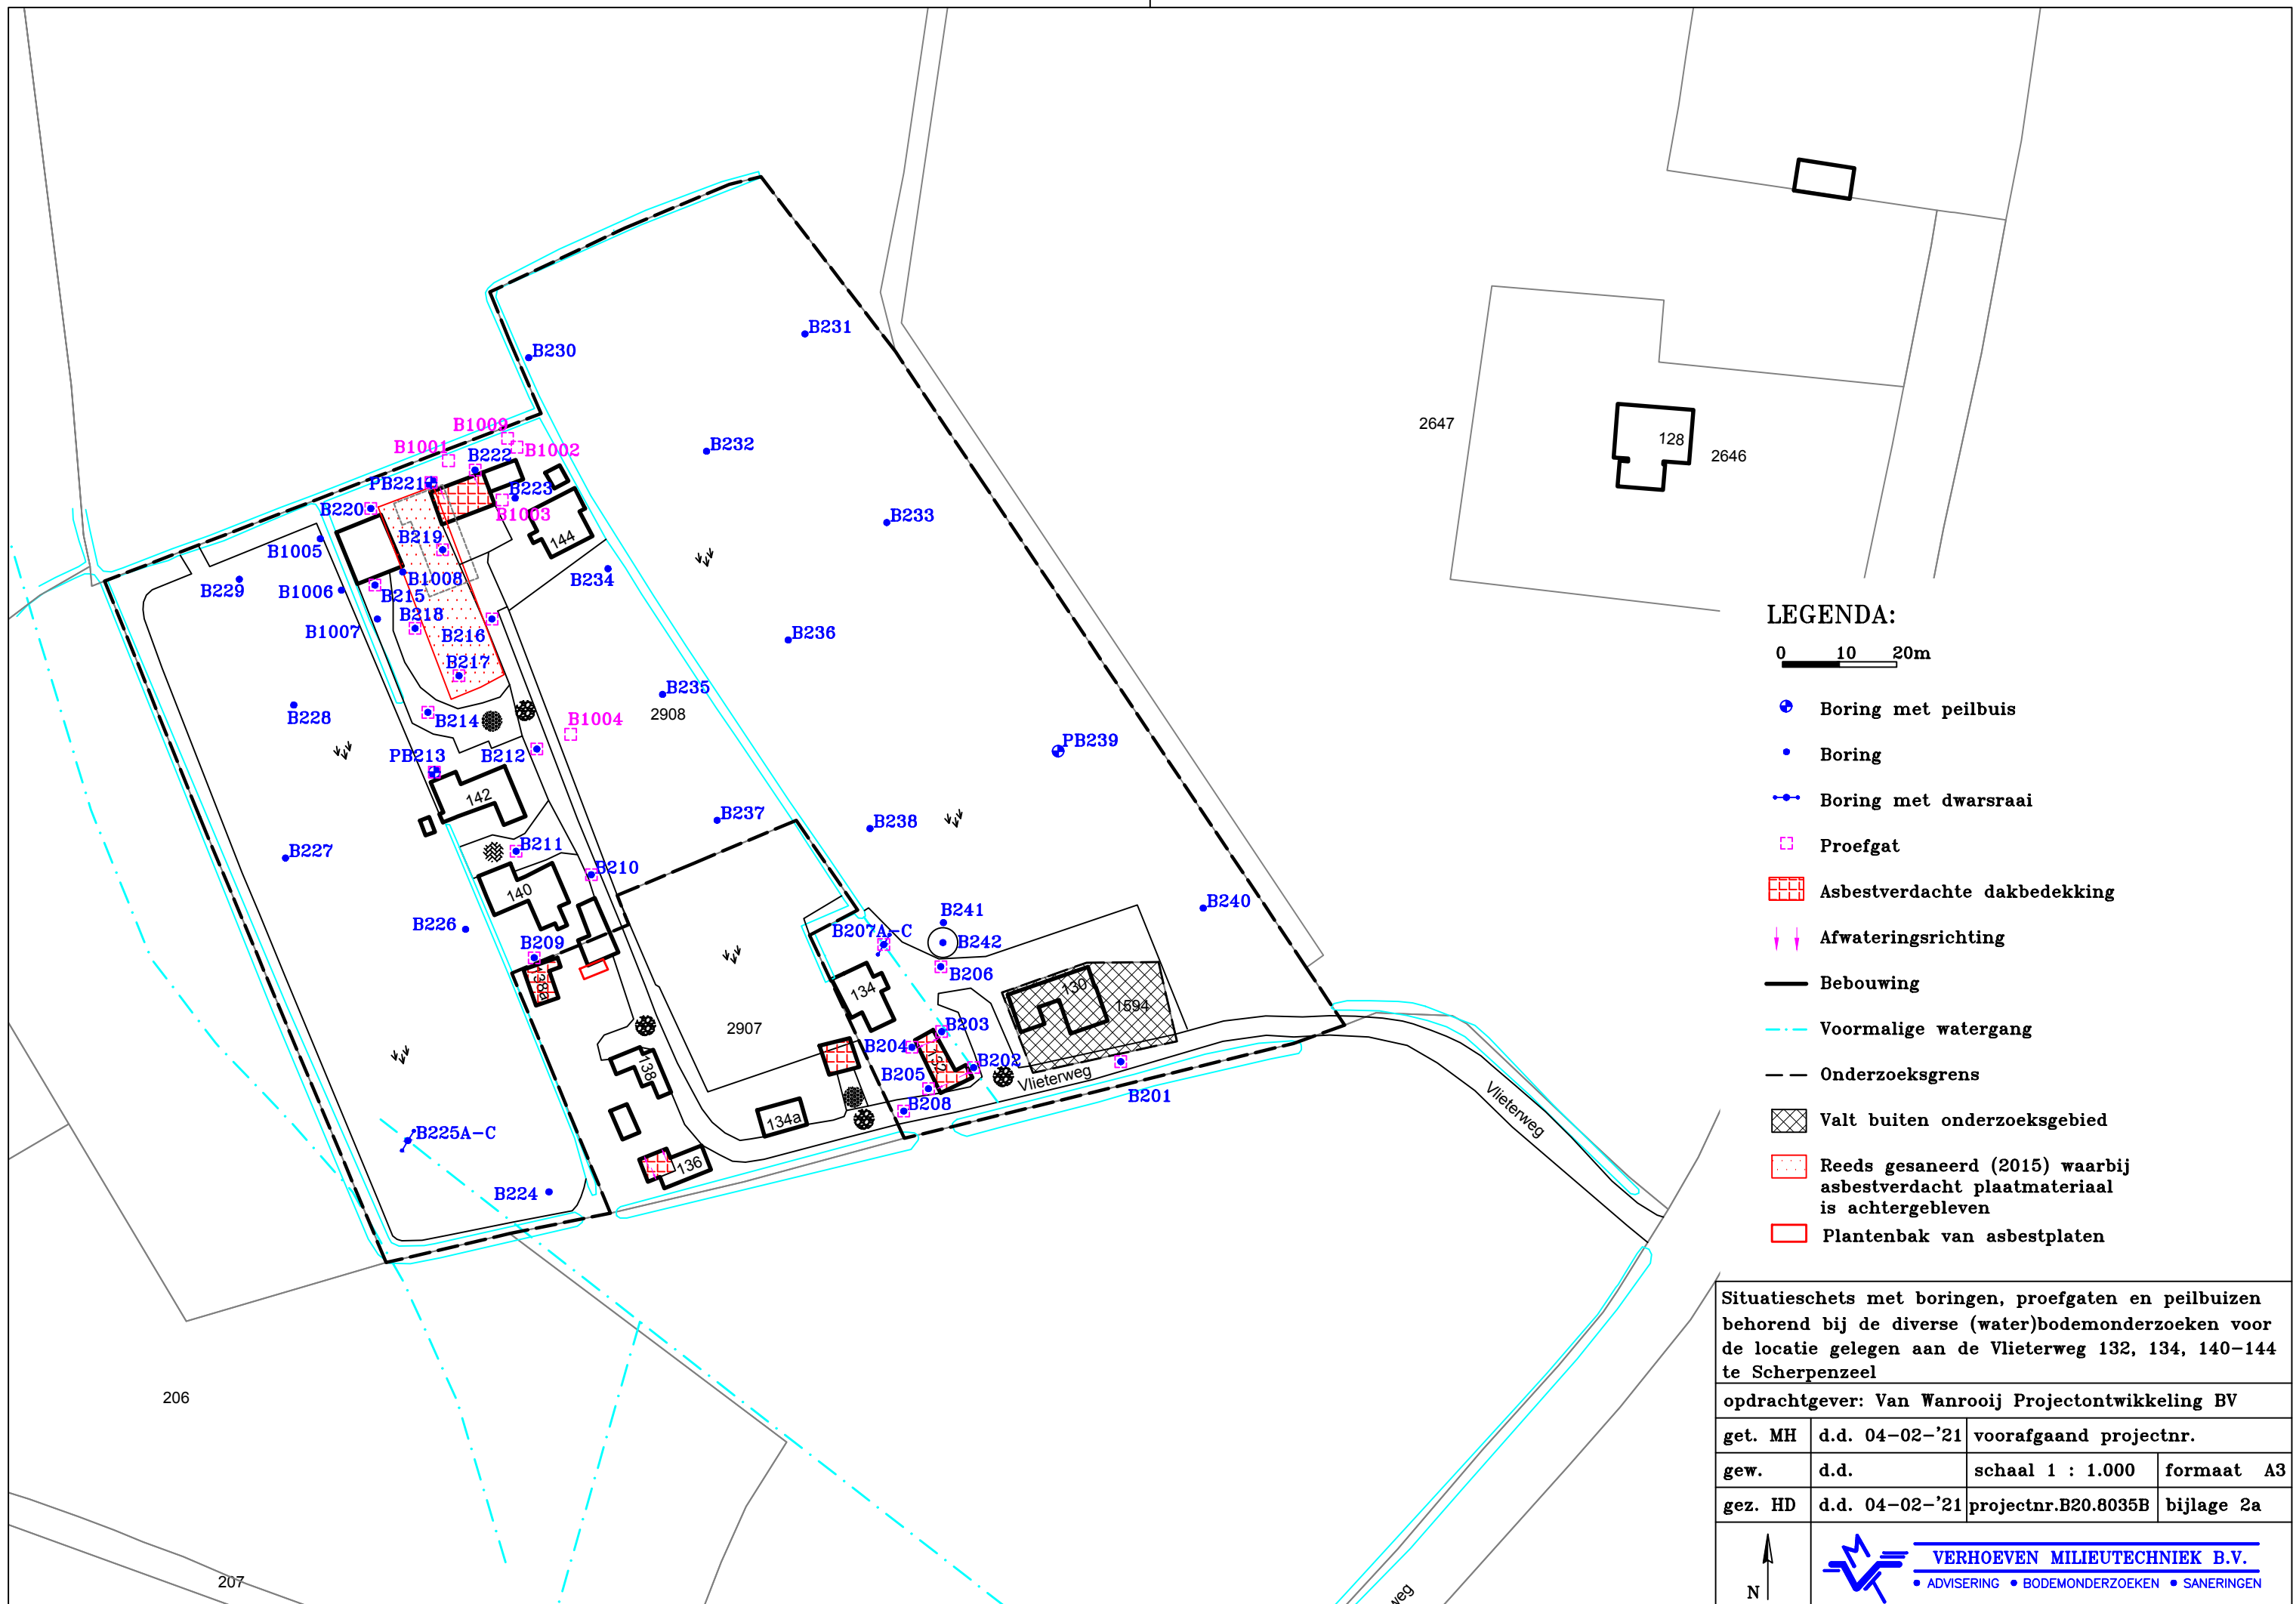 B231
B230
B1009
B1001
B1002
B232
B222
PB221
B223
B220
B1003
B233
144
B219
B1005
B229
B1006
B1008
B215
B234
B218
B1007
B216
B236
B217
B235
2908
B228
B214
B1004
PB213
B212
PB239
142
B237
B238
B227
B211
B210
140
B226
B209
138a
B240
B241
B207A-C
B242
B206
134
130
1594
2907
B203
B204
132
B202
B205
Vlieterweg
B201
B208
138
134a
136
B225A-C
B224
Vlieterweg
206
207
weg
2647
128
2646
LEGENDA:
0 10 20m
Boring met peilbuis
Boring
Boring met dwarsraai
Proefgat
Asbestverdachte dakbedekking
Afwateringsrichting
Bebouwing
Voormalige watergang
Onderzoeksgrens
Valt buiten onderzoeksgebied
Reeds gesaneerd (2015) waarbij
asbestverdacht plaatmateriaal
is achtergebleven
Plantenbak van asbestplaten
Situatieschets met boringen, proefgaten en peilbuizen
behorend bij de diverse (water)bodemonderzoeken voor
de locatie gelegen aan de Vlieterweg 132, 134, 140-144
te Scherpenzeel
opdrachtgever: Van Wanrooij Projectontwikkeling BV
get. MH d.d. 04-02-'21 voorafgaand projectnr.
gew. d.d. schaal 1 : 1.000 formaat A3
gez. HD d.d. 04-02-'21 projectnr.B20.8035B bijlage 2a
N
VERHOEVEN MILIEUTECHNIEK B.V.
• ADVISERING • BODEMONDERZOEKEN • SANERINGEN